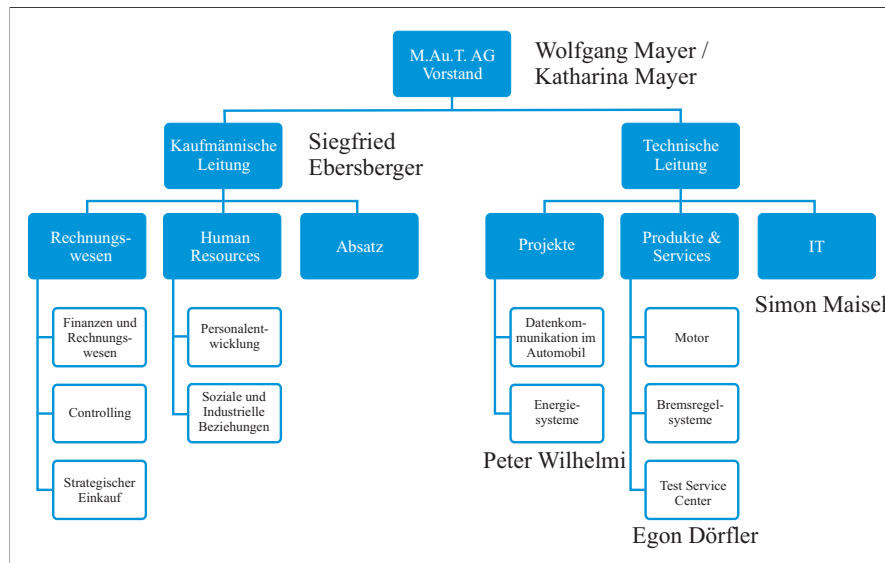 M.Au.T. AG
Vorstand
Wolfgang Mayer /
Katharina Mayer
Kaufmännische
Leitung
Siegfried
Ebersberger
Technische
Leitung
Rechnungs-
wesen
Human
Resources
Absatz
Projekte
Produkte &
Services
IT
Simon Maisel
Finanzen und
Rechnungs-
wesen
Personalent-
wicklung
Datenkom-
munikation im
Automobil
Motor
Controlling
Soziale und
Industrielle
Beziehungen
Energie-
systeme
Bremsregel-
systeme
Peter Wilhelmi
Strategischer
Einkauf
Test Service
Center
Egon Dörfler